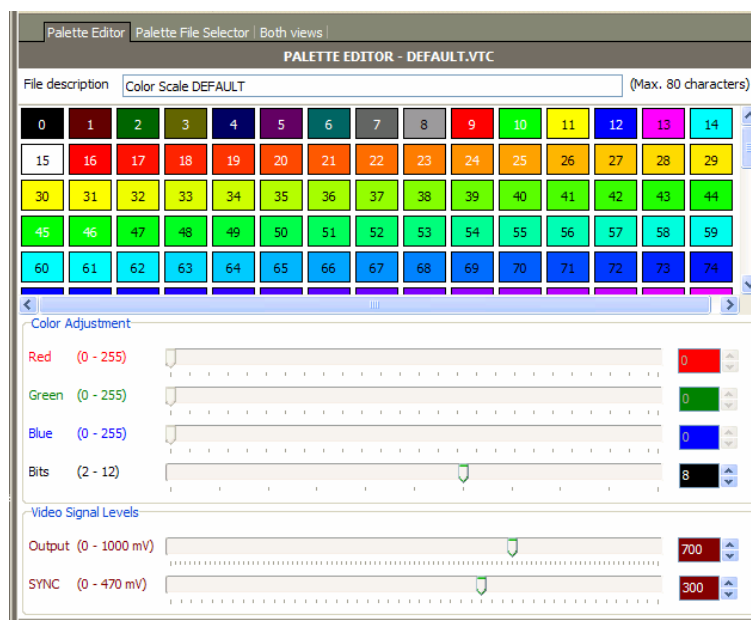 Palette Editor Palette File Selector Both views
PALETTE EDITOR - DEFAULT.VTC
File description Color Scale DEFAULT (Max. 80 characters)
0 1 2 3 4 5 6 7 8 9 10 11 12 13 14
15 16 17 18 19 20 21 22 23 24 25 26 27 28 29
30 31 32 33 34 35 36 37 38 39 40 41 42 43 44
45 46 47 48 49 50 51 52 53 54 55 56 57 58 59
60 61 62 63 64 65 66 67 68 69 70 71 72 73 74
Color Adjustment
Red (0 - 255) 0
Green (0 - 255) 0
Blue (0 - 255) 0
Bits (2 - 12) 8
Video Signal Levels
Output (0 - 1000 mV) 700
SYNC (0 - 470 mV) 300